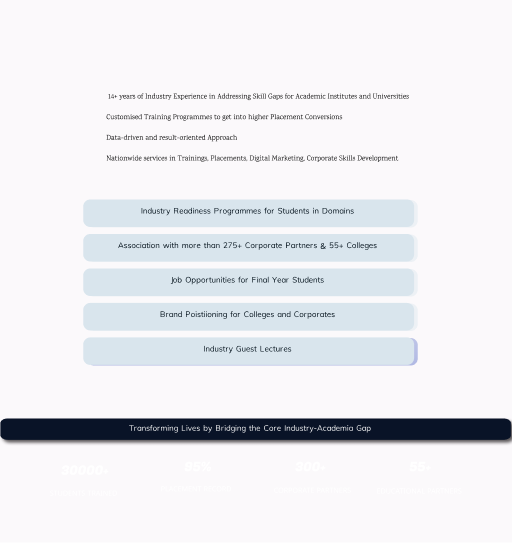 14+ years of Industry Experience in Addressing Skill Gaps for Academic Institutes and Universities
Customised Training Programmes to get into higher Placement Conversions
Data-driven and result-oriented Approach
Nationwide services in Trainings, Placements, Digital Marketing, Corporate Skills Development
Industry Readiness Programmes for Students in Domains
Association with more than 275+ Corporate Partners & 55+ Colleges
Job Opportunities for Final Year Students
Brand Poistiioning for Colleges and Corporates
Industry Guest Lectures
Transforming Lives by Bridging the Core Industry-Academia Gap